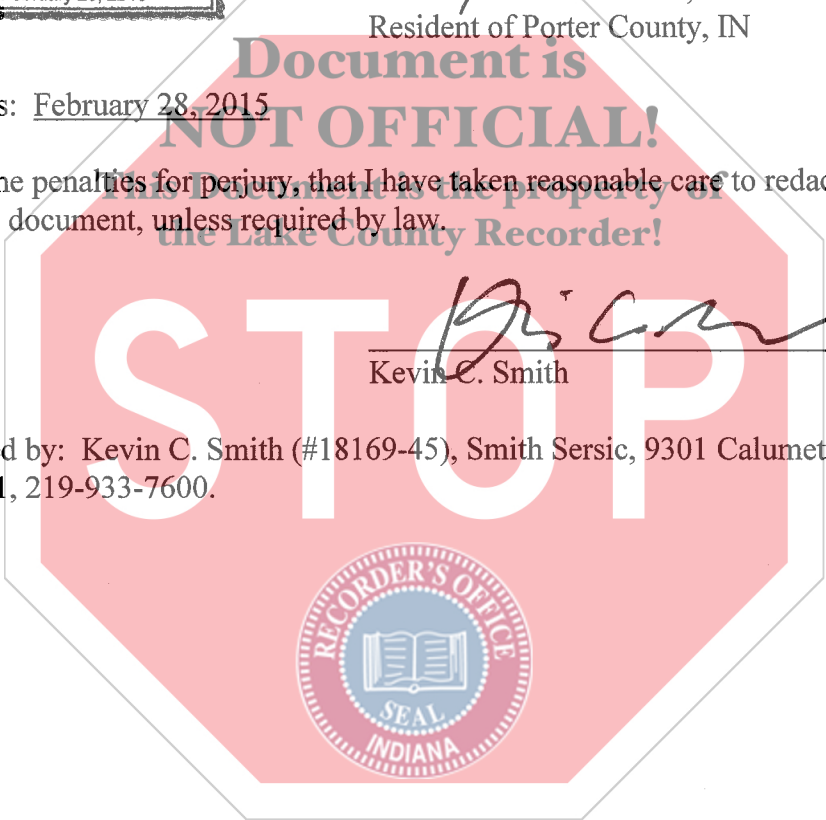 Resident of Porter County, IN
Document is
s: February 28, 2015
NOT OFFICIAL!
ne penalties for perjury, that I have taken reasonable care to redac
This Document is the property of
document, unless required by law.
the Lake County Recorder!
STOP
Kevin C. Smith
d by: Kevin C. Smith (#18169-45), Smith Sersic, 9301 Calumet
1, 219-933-7600.
RECORDER'S OFFICE
SEAL
INDIANA